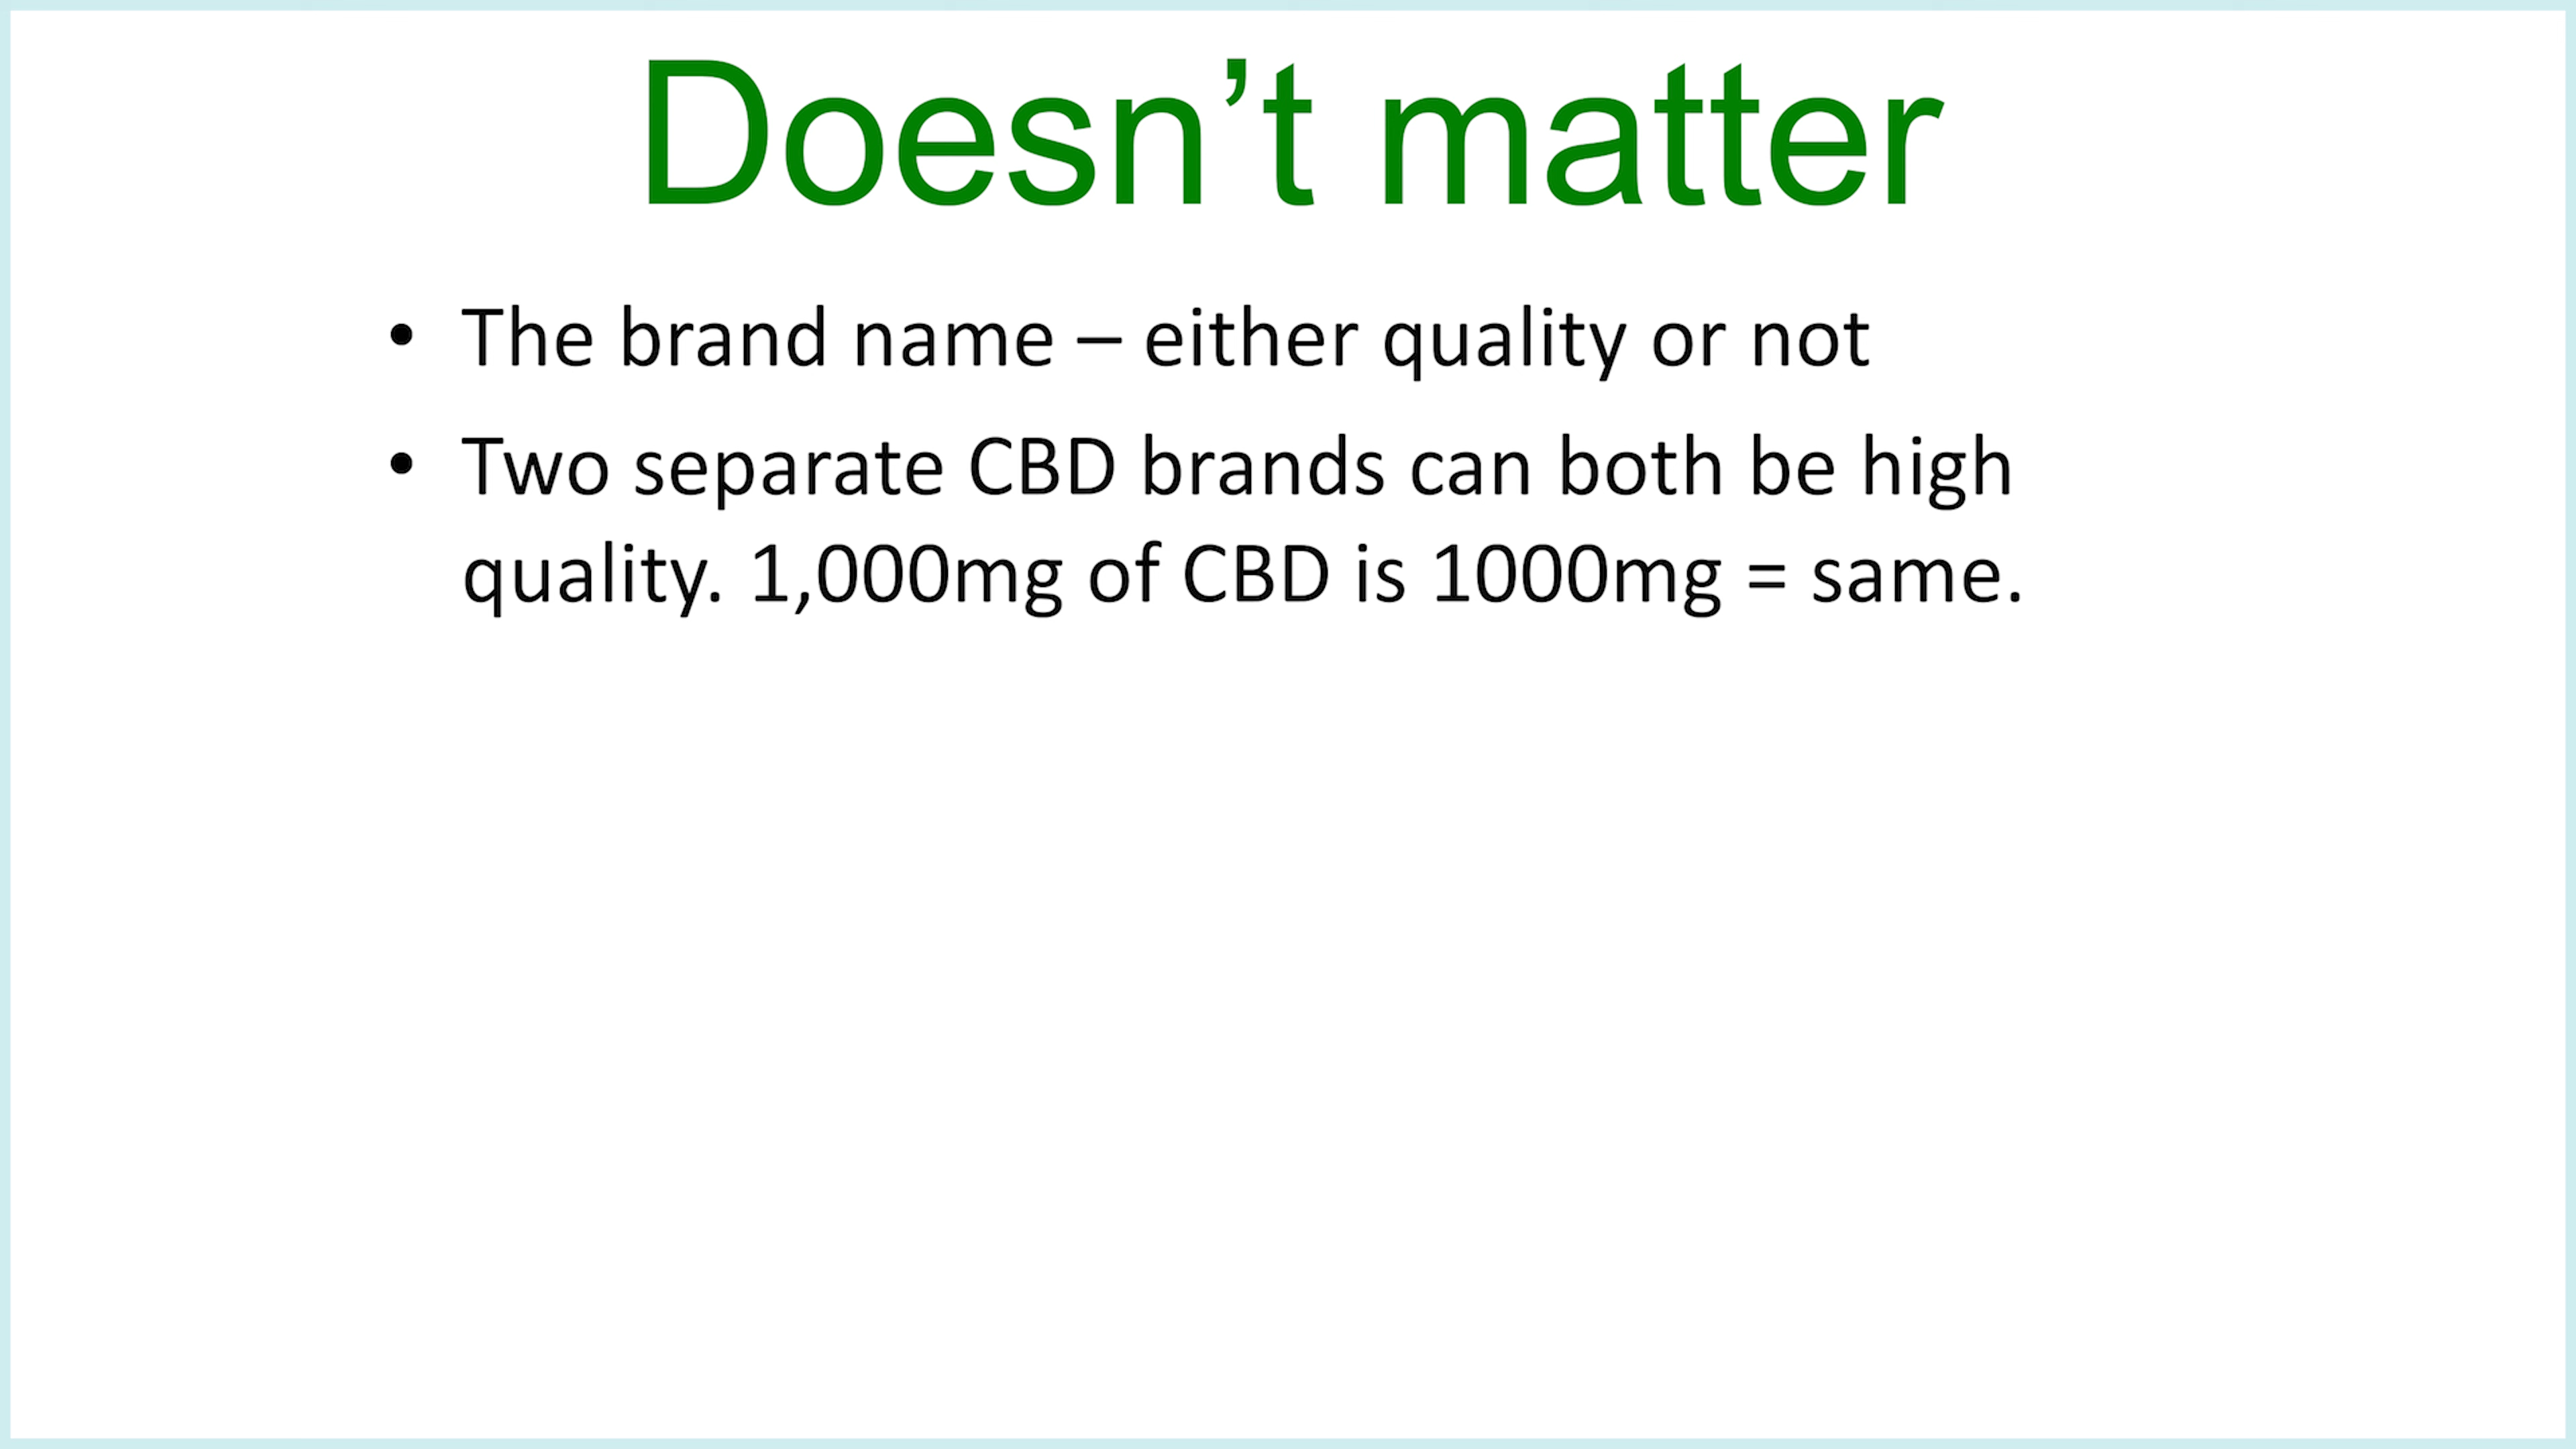 Doesn’t matter
• The brand name – either quality or not
• Two separate CBD brands can both be high
quality. 1,000mg of CBD is 1000mg = same.